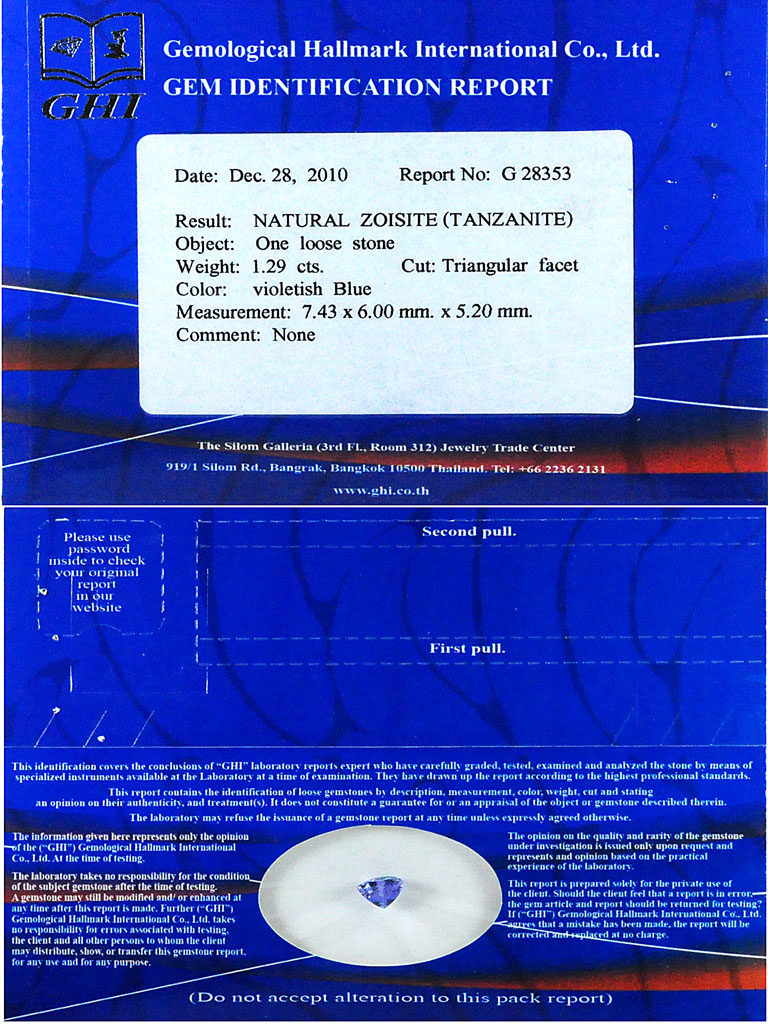 GHI
Gemological Hallmark International Co., Ltd.
GEM IDENTIFICATION REPORT
Date: Dec. 28, 2010 Report No: G 28353
Result: NATURAL ZOISITE (TANZANITE)
Object: One loose stone
Weight: 1.29 cts. Cut: Triangular facet
Color: violetish Blue
Measurement: 7.43 x 6.00 mm. x 5.20 mm.
Comment: None
The Silom Galleria (3rd Fl., Room 312) Jewelry Trade Center
919/1 Silom Rd., Bangrak, Bangkok 10500 Thailand. Tel: +66 2236 2131
www.ghi.co.th
Please use
password
inside to check
your original
report
in our
website
Second pull.
First pull.
This identification covers the conclusions of "GHI" laboratory reports expert who have carefully graded, tested, examined and analyzed the stone by means of
specialized instruments available at the Laboratory at a time of examination. They have drawn up the report according to the highest professional standards.
This report contains the identification of loose gemstones by description, measurement, color, weight, cut and stating
an opinion on their authenticity, and treatment(s). It does not constitute a guarantee for or an appraisal of the object or gemstone described therein.
The laboratory may refuse the issuance of a gemstone report at any time unless expressly agreed otherwise.
The information given here represents only the opinion
of the ("GHI") Gemological Hallmark International
Co., Ltd. At the time of testing.
The laboratory takes no responsibility for the condition
of the subject gemstone after the time of testing.
A gemstone may still be modified and/ or enhanced at
any time after this report is made. Further ("GHI")
Gemological Hallmark International Co., Ltd. takes
no responsibility for errors associated with testing,
the client and all other persons to whom the client
may distribute, show, or transfer this gemstone report,
for any use and for any purpose.
The opinion on the quality and rarity of the gemstone
under investigation is issued only upon request and
represents and opinion based on the practical
experience of the laboratory.
This report is prepared solely for the private use of
the client. Should the client feel that a report is in error,
the gem article and report should be returned for testing?
If ("GHI") Gemological Hallmark International Co., Ltd.
agrees that a mistake has been made, the report will be
corrected and replaced at no charge.
(Do not accept alteration to this pack report)